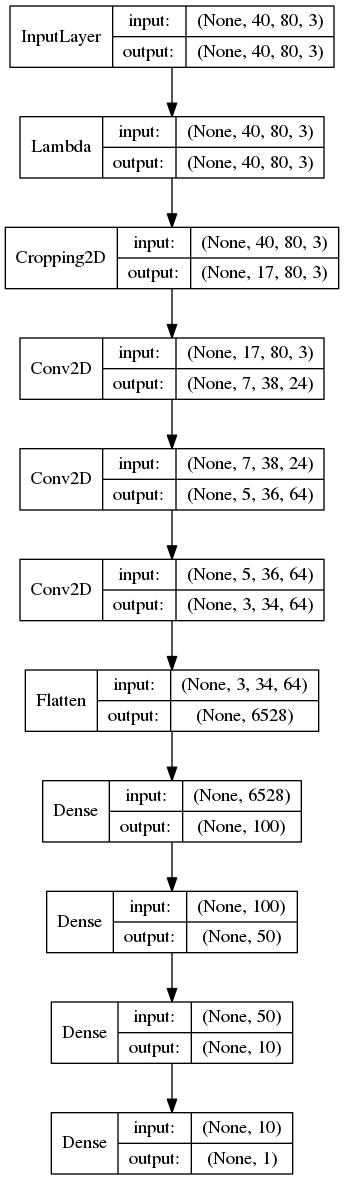 InputLayer
input: (None, 40, 80, 3)
output: (None, 40, 80, 3)
Lambda
input: (None, 40, 80, 3)
output: (None, 40, 80, 3)
Cropping2D
input: (None, 40, 80, 3)
output: (None, 17, 80, 3)
Conv2D
input: (None, 17, 80, 3)
output: (None, 7, 38, 24)
Conv2D
input: (None, 7, 38, 24)
output: (None, 5, 36, 64)
Conv2D
input: (None, 5, 36, 64)
output: (None, 3, 34, 64)
Flatten
input: (None, 3, 34, 64)
output: (None, 6528)
Dense
input: (None, 6528)
output: (None, 100)
Dense
input: (None, 100)
output: (None, 50)
Dense
input: (None, 50)
output: (None, 10)
Dense
input: (None, 10)
output: (None, 1)